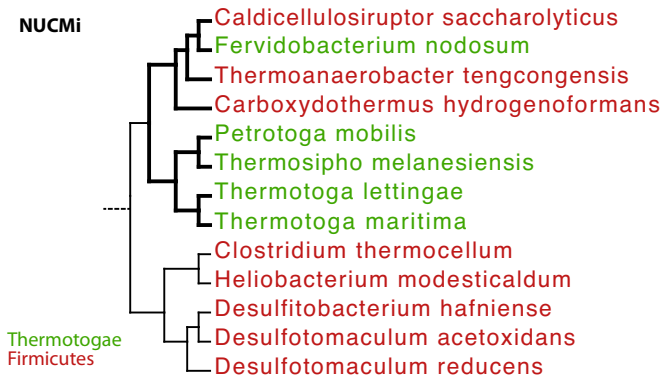 NUCMi
Caldicellulosiruptor saccharolyticus
Fervidobacterium nodosum
Thermoanaerobacter tengcongensis
Carboxydothermus hydrogenoformans
Petrotoga mobilis
Thermosipho melanesiensis
Thermotoga lettingae
Thermotoga maritima
Clostridium thermocellum
Heliobacterium modesticaldum
Desulfitobacterium hafniense
Desulfotomaculum acetoxidans
Desulfotomaculum reducens
Thermotogae
Firmicutes